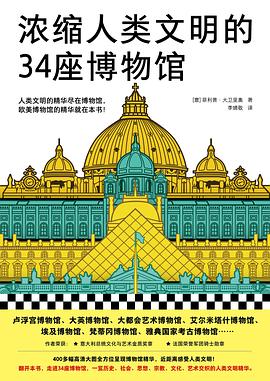 浓缩人类文明的
34座博物馆
人类文明的精华尽在博物馆,
欧美博物馆的精华就在本书!
[意] 菲利普·大卫里奥 著
李婧敬 译
卢浮宫博物馆、大英博物馆、大都会艺术博物馆、艾尔米塔什博物馆、
埃及博物馆、梵蒂冈博物馆、雅典国家考古博物馆……
作者荣获: ★ 意大利总统文化与艺术金质奖章 ★ 法国荣誉军团骑士勋章
400多幅高清大图全方位呈现博物馆精华,近距离感受人类文明!
翻开本书,走进34座博物馆,一览历史、社会、思想、宗教、文化、艺术交织的人类文明精华。